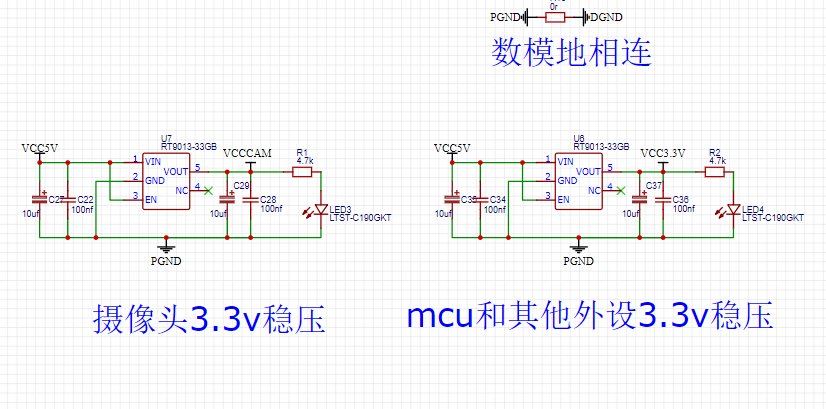 0r
PGND DGND
数模地相连
U7
RT9013-33GB
VCC5V
VCCCAM
R1
4.7k
1 VIN
VOUT 5
2 GND
NC 4
3 EN
C22
100nf
10uf
C29
10uf
C28
100nf
LED3
LTST-C190GKT
PGND
摄像头3.3v稳压
U6
RT9013-33GB
VCC5V
VCC3.3V
R2
4.7k
1 VIN
VOUT 5
2 GND
NC 4
3 EN
C34
100nf
10uf
C37
10uf
C36
100nf
LED4
LTST-C190GKT
PGND
mcu和其他外设3.3v稳压